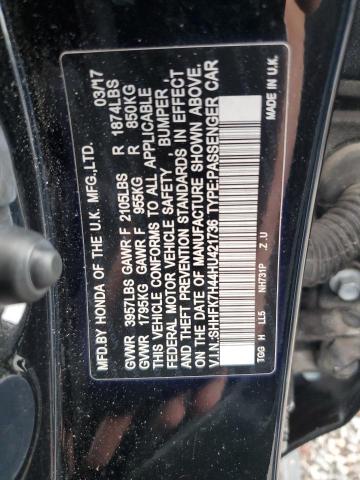 MFD.BY HONDA OF THE U.K. MFG.,LTD. 03/17
GVWR 3957LBS GAWR F 2105LBS R 1874LBS
GVWR 1795KG GAWR F 955KG R 850KG
THIS VEHICLE CONFORMS TO ALL APPLICABLE
FEDERAL MOTOR VEHICLE SAFETY, BUMPER,
AND THEFT PREVENTION STANDARDS IN EFFECT
ON THE DATE OF MANUFACTURE SHOWN ABOVE.
V.I.N.:SHHFK7H44HU421736 TYPE:PASSENGER CAR
TGG H LL5 NH731P .Z .U MADE IN U.K.